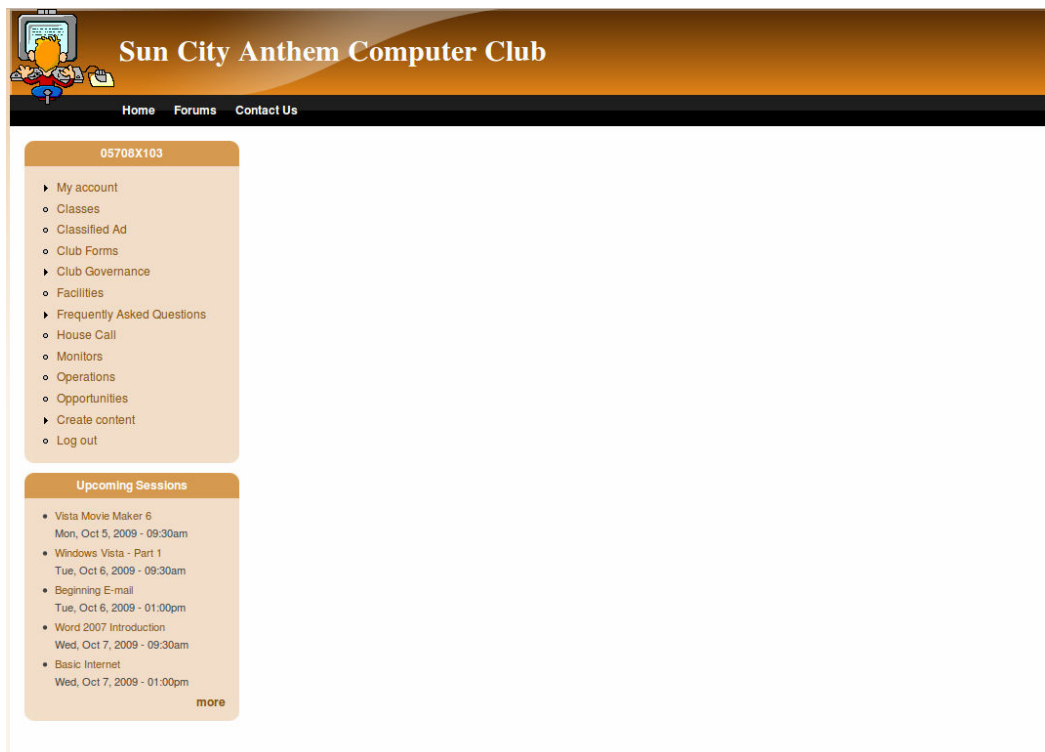 Sun City Anthem Computer Club
Home Forums Contact Us
05708X103
My account
Classes
Classified Ad
Club Forms
Club Governance
Facilities
Frequently Asked Questions
House Call
Monitors
Operations
Opportunities
Create content
Log out
Upcoming Sessions
Vista Movie Maker 6
Mon, Oct 5, 2009 - 09:30am
Windows Vista - Part 1
Tue, Oct 6, 2009 - 09:30am
Beginning E-mail
Tue, Oct 6, 2009 - 01:00pm
Word 2007 Introduction
Wed, Oct 7, 2009 - 09:30am
Basic Internet
Wed, Oct 7, 2009 - 01:00pm
more